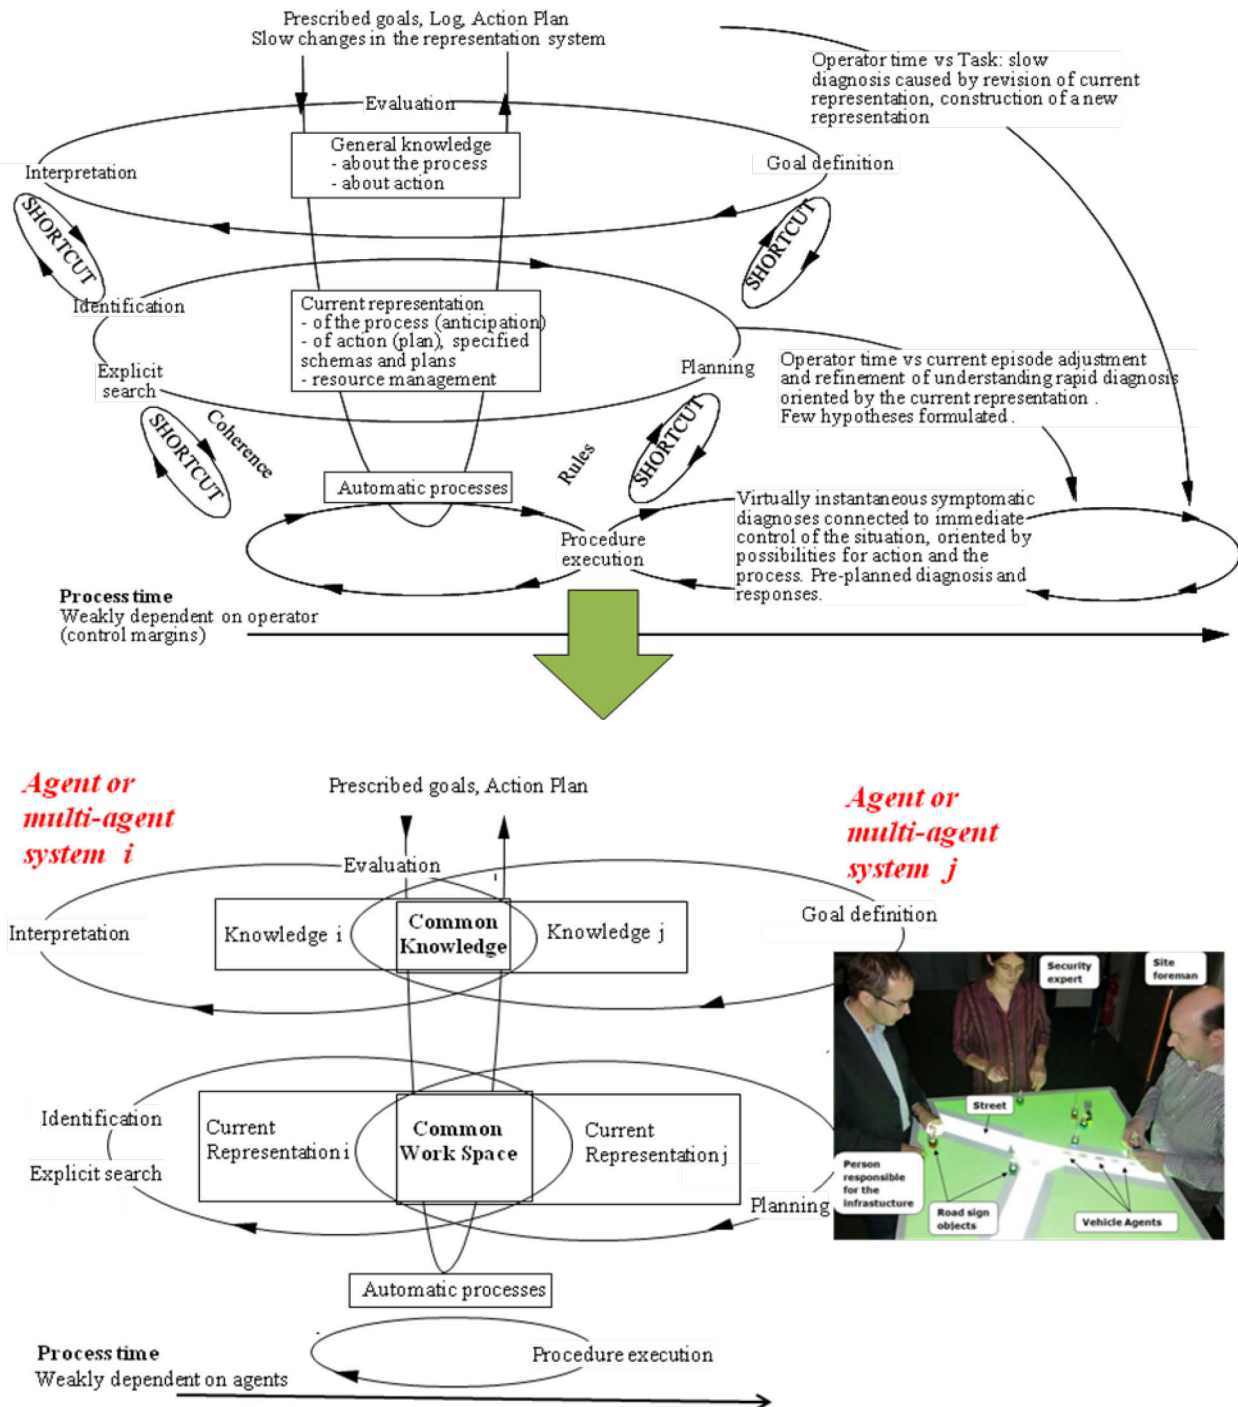 Prescribed goals, Log, Action Plan
Slow changes in the representation system
Operator time vs Task: slow
diagnosis caused by revision of current
representation, construction of a new
representation
Evaluation
General knowledge
- about the process
- about action
Interpretation
Goal definition
SHORTCUT
SHORTCUT
Identification
Current representation
- of the process (anticipation)
- of action (plan), specified
schemas and plans
- resource management
Explicit
search
Planning
Operator time vs current episode adjustment
and refinement of understanding rapid diagnosis
oriented by the current representation .
Few hypotheses formulated .
SHORTCUT
Coherence
Rules
SHORTCUT
Automatic processes
Procedure
execution
Virtually instantaneous symptomatic
diagnoses connected to immediate
control of the situation, oriented by
possibilities for action and the
process. Pre-planned diagnosis and
responses.
Process time
Weakly dependent on operator
(control margins)
Agent or
multi-agent
system i
Prescribed goals, Action Plan
Agent or
multi-agent
system j
Evaluation
Interpretation
Knowledge i
Common
Knowledge
Knowledge j
Goal definition
Security
expert
Site
foreman
Street
Person
responsible
for the
infrastucture
Road sign
objects
Vehicle Agents
Identification
Explicit search
Current
Representation i
Common
Work Space
Current
Representation j
Planning
Automatic processes
Procedure execution
Process time
Weakly dependent on agents